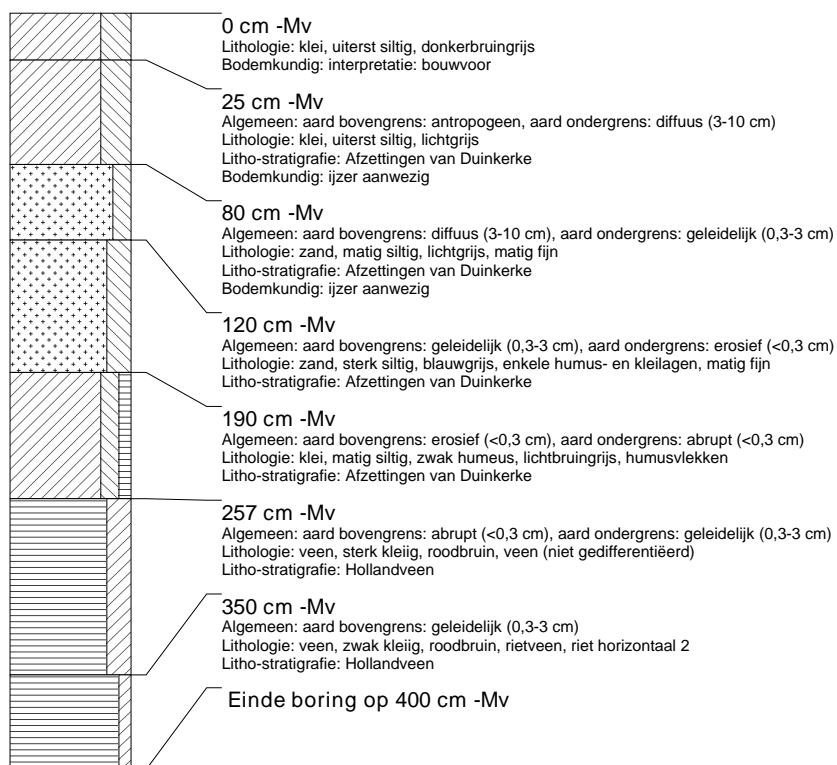 0 cm -Mv
Lithologie: klei, uiterst siltig, donkerbruingrijs
Bodemkundig: interpretatie: bouwvoor
25 cm -Mv
Algemeen: aard bovengrens: antropogeen, aard ondergrens: diffuus (3-10 cm)
Lithologie: klei, uiterst siltig, lichtgrijs
Litho-stratigrafie: Afzettingen van Duinkerke
Bodemkundig: ijzer aanwezig
80 cm -Mv
Algemeen: aard bovengrens: diffuus (3-10 cm), aard ondergrens: geleidelijk (0,3-3 cm)
Lithologie: zand, matig siltig, lichtgrijs, matig fijn
Litho-stratigrafie: Afzettingen van Duinkerke
Bodemkundig: ijzer aanwezig
120 cm -Mv
Algemeen: aard bovengrens: geleidelijk (0,3-3 cm), aard ondergrens: erosief (<0,3 cm)
Lithologie: zand, sterk siltig, blauwgrijs, enkele humus- en kleilagen, matig fijn
Litho-stratigrafie: Afzettingen van Duinkerke
190 cm -Mv
Algemeen: aard bovengrens: erosief (<0,3 cm), aard ondergrens: abrupt (<0,3 cm)
Lithologie: klei, matig siltig, zwak humeus, lichtbruingrijs, humusvlekken
Litho-stratigrafie: Afzettingen van Duinkerke
257 cm -Mv
Algemeen: aard bovengrens: abrupt (<0,3 cm), aard ondergrens: geleidelijk (0,3-3 cm)
Lithologie: veen, sterk kleiig, roodbruin, veen (niet gedifferentiëerd)
Litho-stratigrafie: Hollandveen
350 cm -Mv
Algemeen: aard bovengrens: geleidelijk (0,3-3 cm)
Lithologie: veen, zwak kleiig, roodbruin, rietveen, riet horizontaal 2
Litho-stratigrafie: Hollandveen
Einde boring op 400 cm -Mv